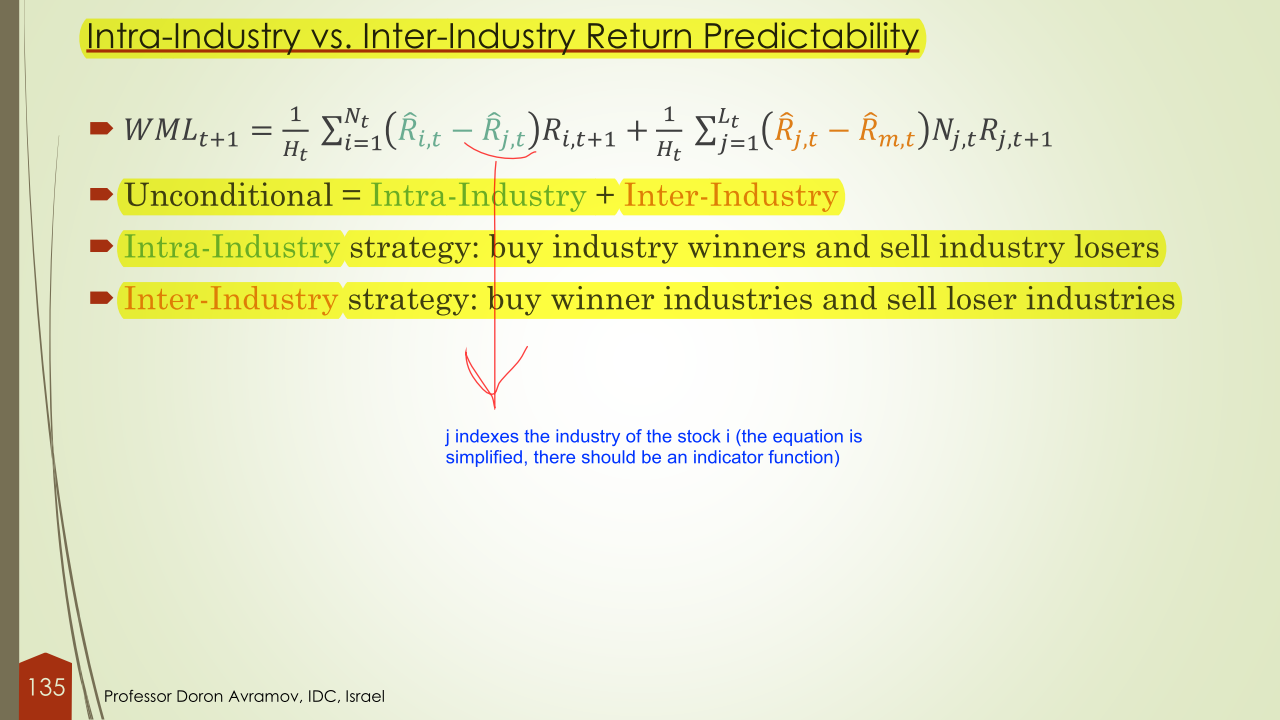 Intra-Industry vs. Inter-Industry Return Predictability
$WML_{t+1} = \frac{1}{H_t} \sum_{i=1}^{N_t} \left( \hat{R}_{i,t} - \hat{R}_{j,t} \right) R_{i,t+1} + \frac{1}{H_t} \sum_{j=1}^{L_t} \left( \hat{R}_{j,t} - \hat{R}_{m,t} \right) N_{j,t} R_{j,t+1}$
Unconditional = Intra-Industry + Inter-Industry
Intra-Industry strategy: buy industry winners and sell industry losers
Inter-Industry strategy: buy winner industries and sell loser industries
j indexes the industry of the stock i (the equation is
simplified, there should be an indicator function)
135
Professor Doron Avramov, IDC, Israel